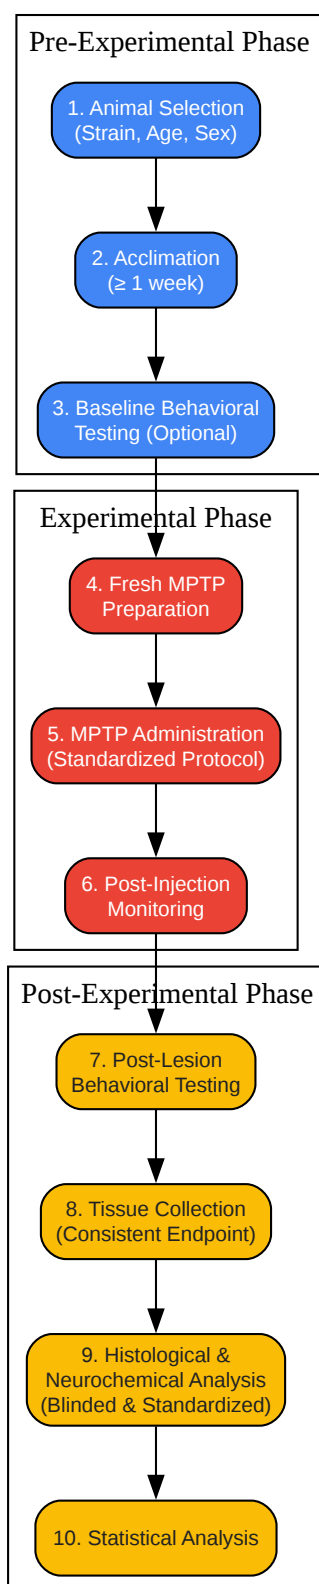 Pre-Experimental Phase
1. Animal Selection
(Strain, Age, Sex)
2. Acclimation
(≥ 1 week)
3. Baseline Behavioral
Testing (Optional)
Experimental Phase
4. Fresh MPTP
Preparation
5. MPTP Administration
(Standardized Protocol)
6. Post-Injection
Monitoring
Post-Experimental Phase
7. Post-Lesion
Behavioral Testing
8. Tissue Collection
(Consistent Endpoint)
9. Histological &
Neurochemical Analysis
(Blinded & Standardized)
10. Statistical Analysis